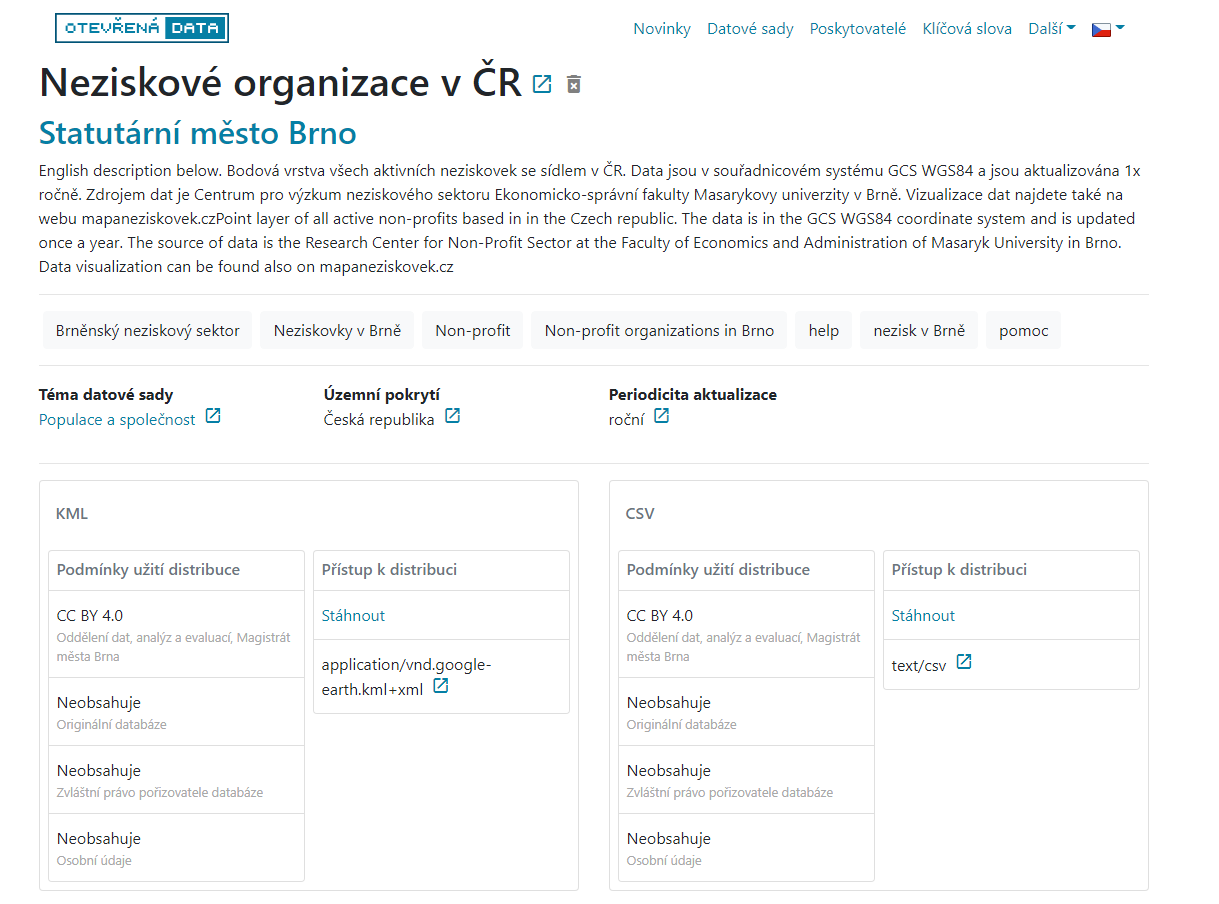 OTEVŘENÁ DATA
Novinky Datové sady Poskytovatelé Klíčová slova Další
Neziskové organizace v ČR
Statutární město Brno
English description below. Bodová vrstva všech aktivních neziskovek se sídlem v ČR. Data jsou v souřadnicovém systému GCS WGS84 a jsou aktualizována 1x
ročně. Zdrojem dat je Centrum pro výzkum neziskového sektoru Ekonomicko-správní fakulty Masarykovy univerzity v Brně. Vizualizace dat najdete také na
webu mapaneziskovek.czPoint layer of all active non-profits based in in the Czech republic. The data is in the GCS WGS84 coordinate system and is updated
once a year. The source of data is the Research Center for Non-Profit Sector at the Faculty of Economics and Administration of Masaryk University in Brno.
Data visualization can be found also on mapaneziskovek.cz
Brněnský neziskový sektor Neziskovky v Brně Non-profit Non-profit organizations in Brno help nezisk v Brně pomoc
Téma datové sady Územní pokrytí Periodicita aktualizace
Populace a společnost Česká republika roční
KML
Podmínky užití distribuce Přístup k distribuci
CC BY 4.0 Stáhnout
Oddělení dat, analýz a evaluací, Magistrát
města Brna
application/vnd.google-
earth.kml+xml
Neobsahuje
Originální databáze
Neobsahuje
Zvláštní právo pořizovatele databáze
Neobsahuje
Osobní údaje
CSV
Podmínky užití distribuce Přístup k distribuci
CC BY 4.0 Stáhnout
Oddělení dat, analýz a evaluací, Magistrát
města Brna
text/csv
Neobsahuje
Originální databáze
Neobsahuje
Zvláštní právo pořizovatele databáze
Neobsahuje
Osobní údaje